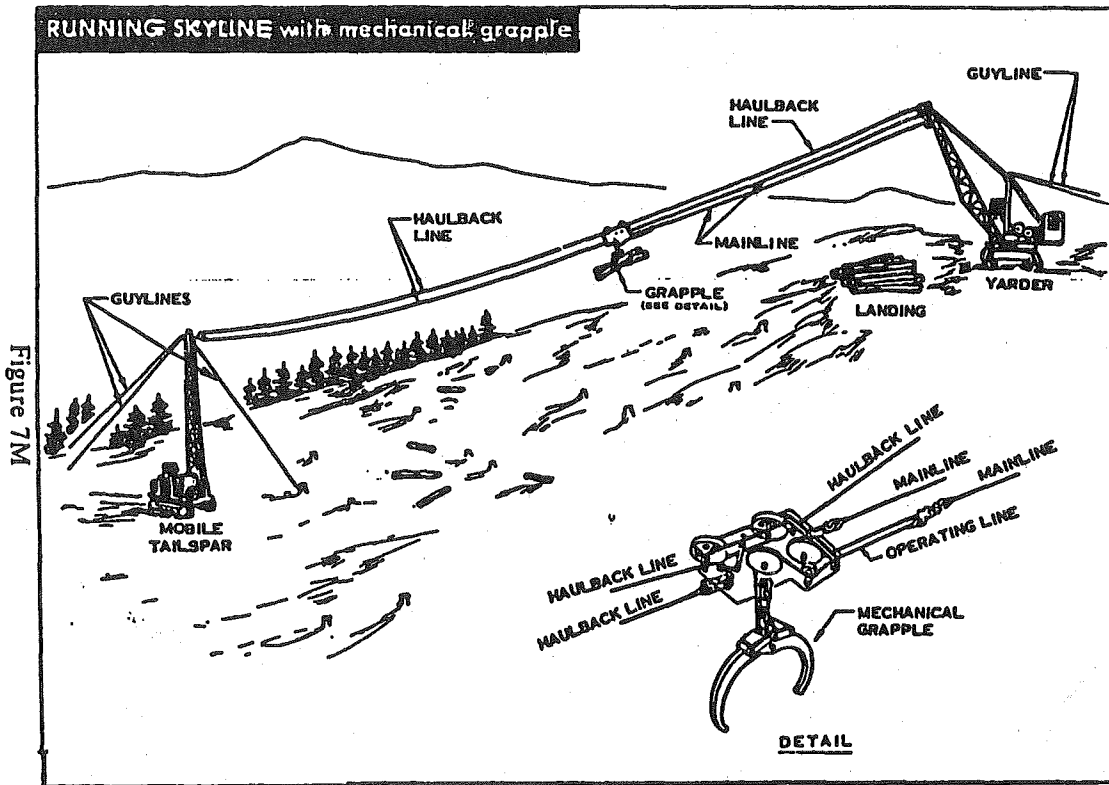 RUNNING SKYLINE with mechanical grapple
GUYLINE
HAULBACK
LINE
HAULBACK
LINE
MAINLINE
GUYLINES
GRAPPLE
(SEE DETAIL)
LANDING
YARDER
Figure 7M
MOBILE
TAILSPAR
HAULBACK LINE
MAINLINE
MAINLINE
OPERATING LINE
HAULBACK LINE
HAULBACK LINE
MECHANICAL
GRAPPLE
DETAIL